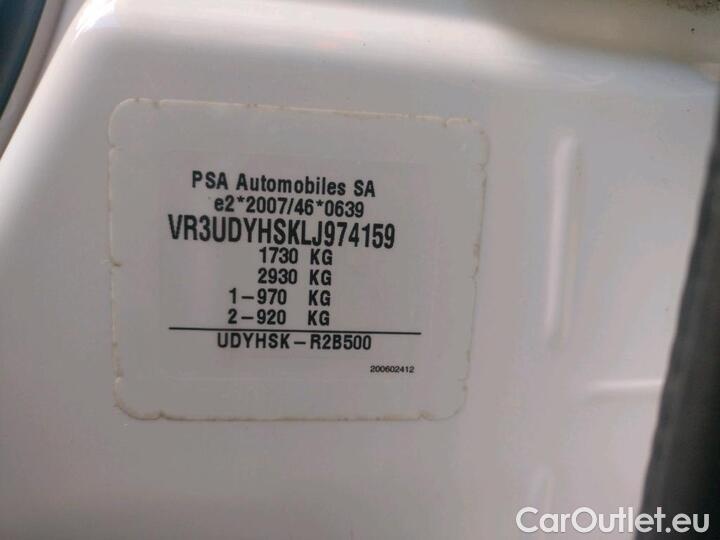 PSA Automobiles SA
e2*2007/46*0639
VR3UDYHSKLJ974159
1730 KG
2930 KG
1-970 KG
2-920 KG
UDYHSK-R2B500
200602412
CarOutlet.eu